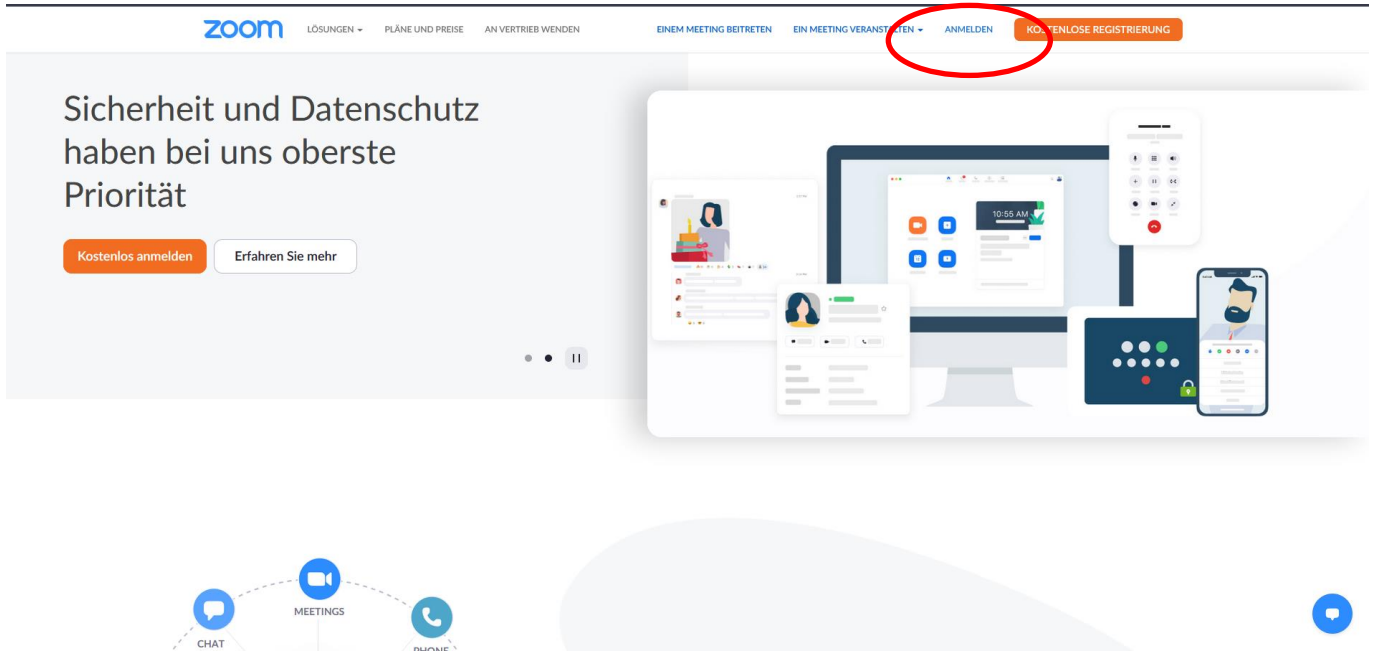 zoom
LÖSUNGEN
PLÄNE UND PREISE
AN VERTRIEB WENDEN
EINEM MEETING BEITRETEN
EIN MEETING VERANSTALTEN
ANMELDEN
KOSTENLOSE REGISTRIERUNG
Sicherheit und Datenschutz
haben bei uns oberste
Priorität
Kostenlos anmelden
Erfahren Sie mehr
10:55 AM
MEETINGS
CHAT
PHONE